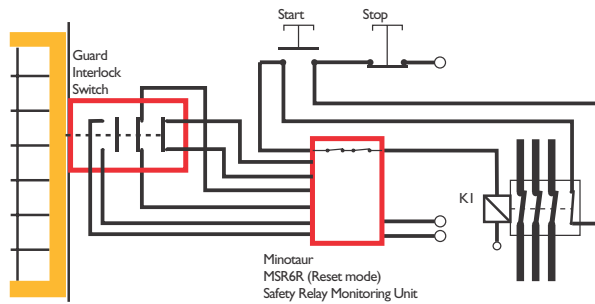 Start
Stop
Guard
Interlock
Switch
K1
Minotaur
MSR6R (Reset mode)
Safety Relay Monitoring Unit